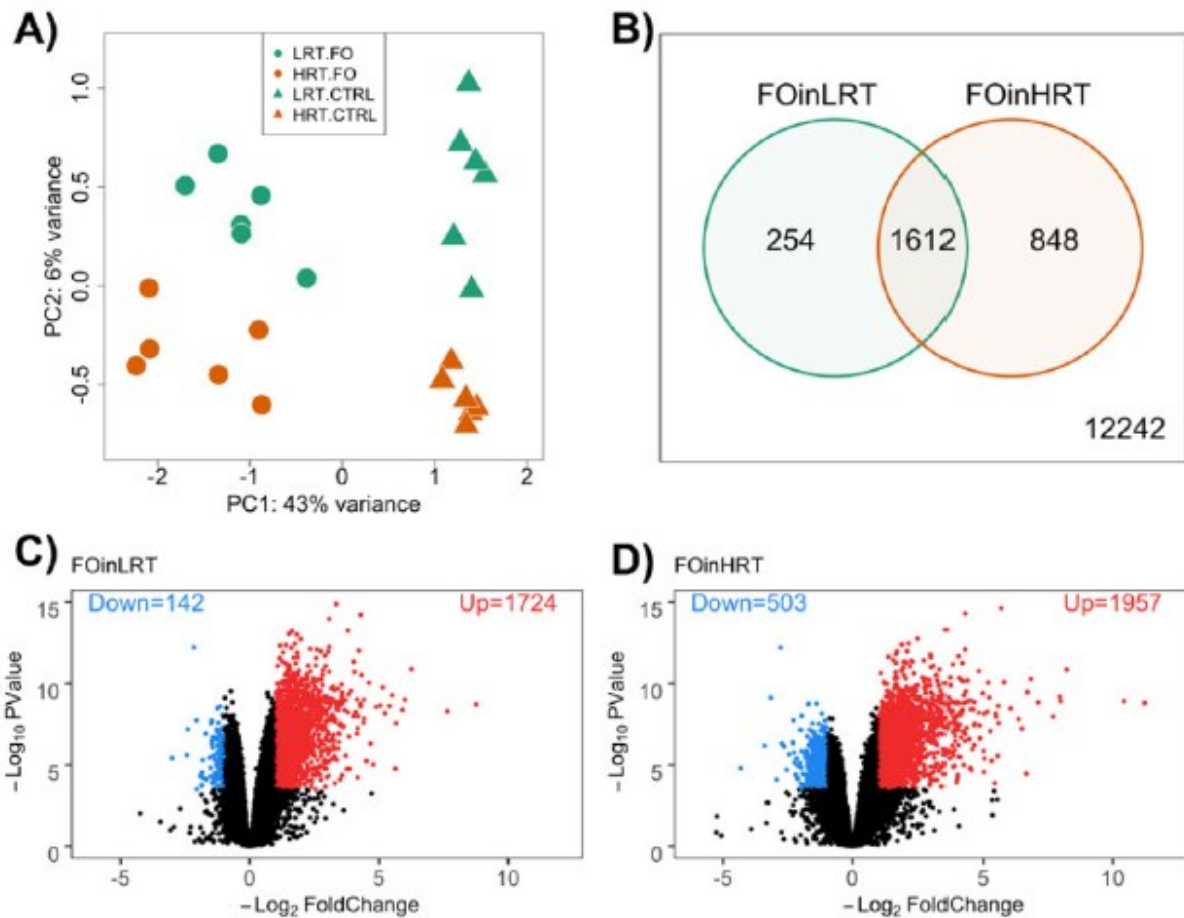 A)
LRT.FO
HRT.FO
LRT.CTRL
HRT.CTRL
PC2: 6% variance
1.0
0.5
0.0
-0.5
-2
-1
0
1
2
PC1: 43% variance
B)
FOinLRT
FOinHRT
254
1612
848
12242
C)
FOinLRT
Down=142
Up=1724
−Log10 PValue
15
10
5
0
-5
0
5
10
−Log2 FoldChange
D)
FOinHRT
Down=503
Up=1957
−Log10 PValue
15
10
5
0
-5
0
5
10
−Log2 FoldChange